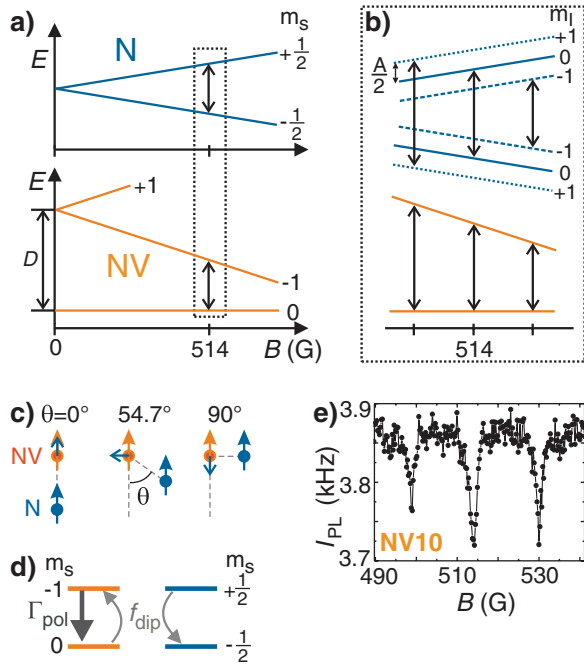 a)
E
N
m_s
+1/2
-1/2
E
+1
D
NV
-1
0
0
514
B (G)
b)
m_I
+1
0
-1
A/2
-1
0
+1
514
c) θ=0° 54.7° 90°
NV
N
θ
d)
m_s
m_s
-1
+1/2
Γ_pol
f_dip
0
-1/2
e)
3.9
3.8
3.7
I_PL (kHz)
NV10
490
510
530
B (G)